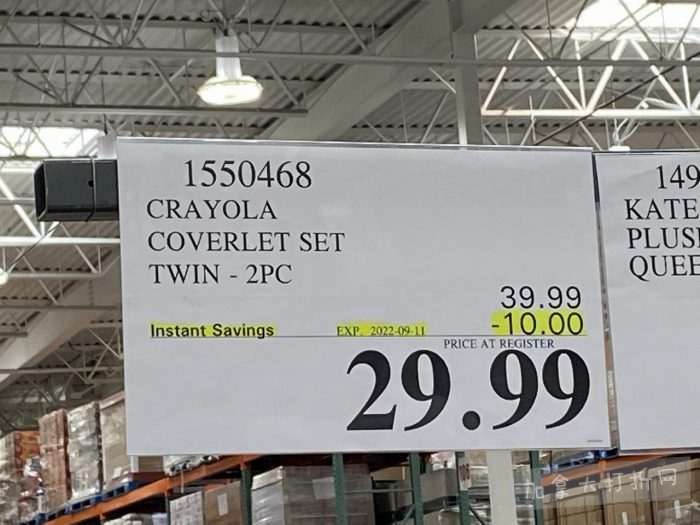 1550468
CRAYOLA
COVERLET SET
TWIN - 2PC
39.99
Instant Savings EXP. 2022-09-11 -10.00
PRICE AT REGISTER
29.99
149
KATE
PLUS
QUEE
加拿大打折网